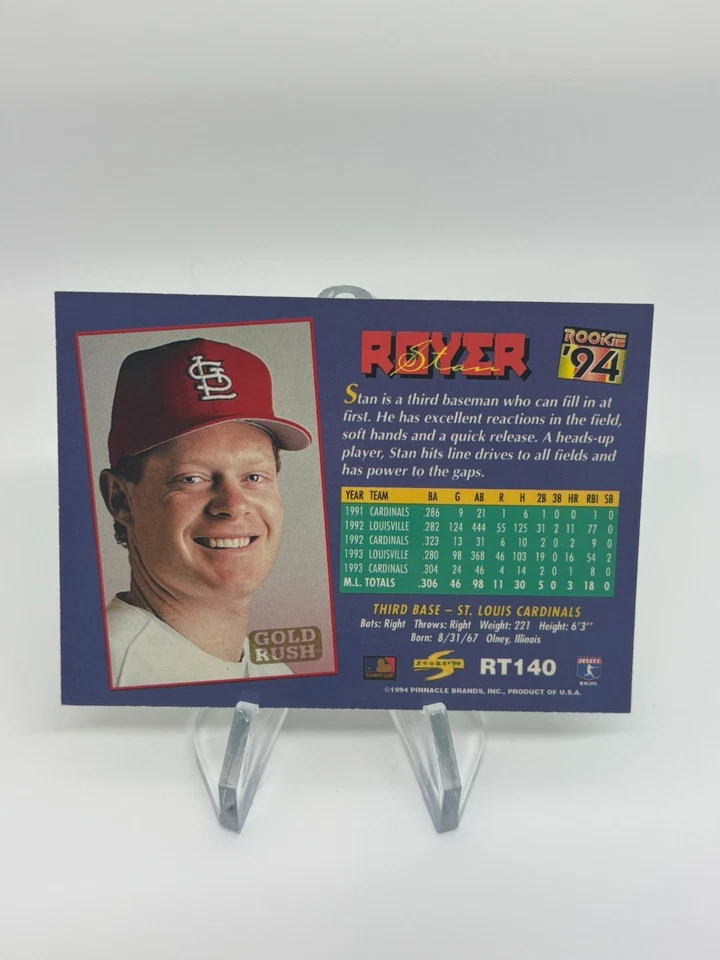 STL
ROYER
Stan
ROOKIE
'94
Stan is a third baseman who can fill in at
first. He has excellent reactions in the field,
soft hands and a quick release. A heads-up
player, Stan hits line drives to all fields and
has power to the gaps.
YEAR TEAM BA G AB R H 2B 3B HR RBI SB
1991 CARDINALS .286 9 21 1 6 1 0 0 1 0
1992 LOUISVILLE .282 124 444 55 125 31 2 11 77 0
1992 CARDINALS .323 13 31 6 10 2 0 2 9 0
1993 LOUISVILLE .280 98 368 46 103 19 0 16 54 2
1993 CARDINALS .304 24 46 4 14 2 0 1 8 0
M.L. TOTALS .306 46 98 11 30 5 0 3 18 0
THIRD BASE – ST. LOUIS CARDINALS
Bats: Right Throws: Right Weight: 221 Height: 6'3"
Born: 8/31/67 Olney, Illinois
GOLD
RUSH
SCORE '94
RT140
©1994 PINNACLE BRANDS, INC., PRODUCT OF U.S.A.